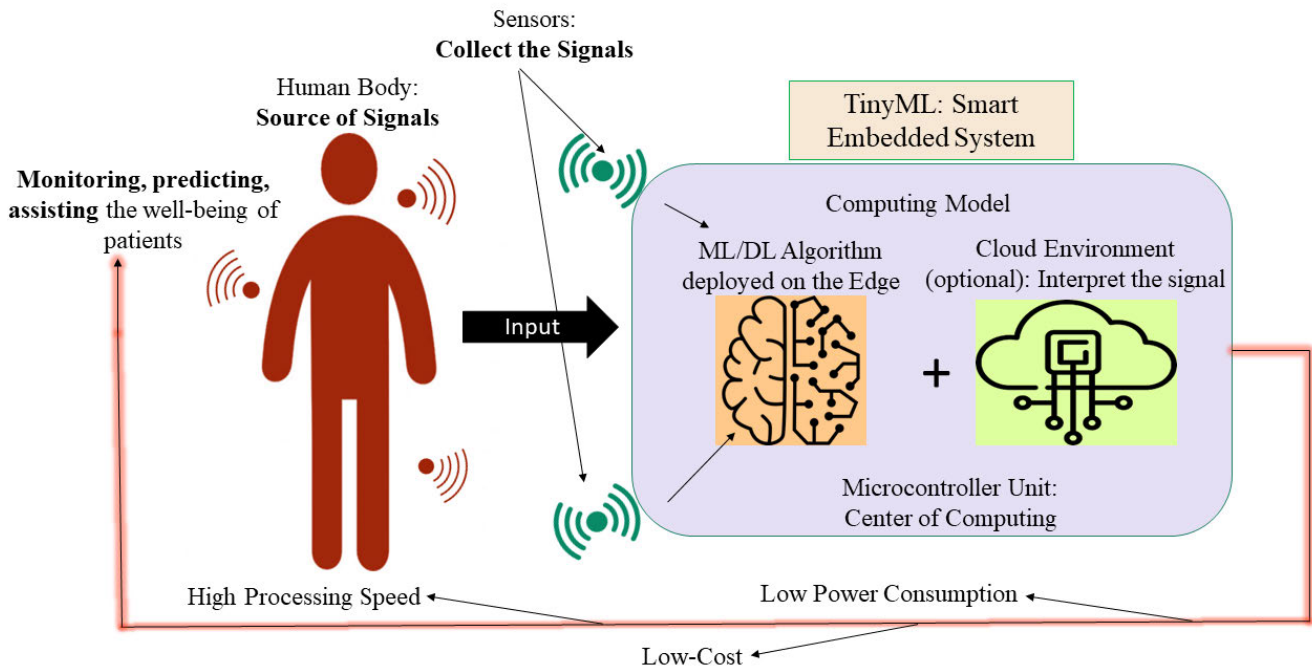 Sensors:
Collect the Signals
Human Body:
Source of Signals
TinyML: Smart
Embedded System
Monitoring, predicting,
assisting the well-being of
patients
Computing Model
ML/DL Algorithm
deployed on the Edge
Cloud Environment
(optional): Interpret the signal
Input
+
Microcontroller Unit:
Center of Computing
High Processing Speed
Low Power Consumption
Low-Cost